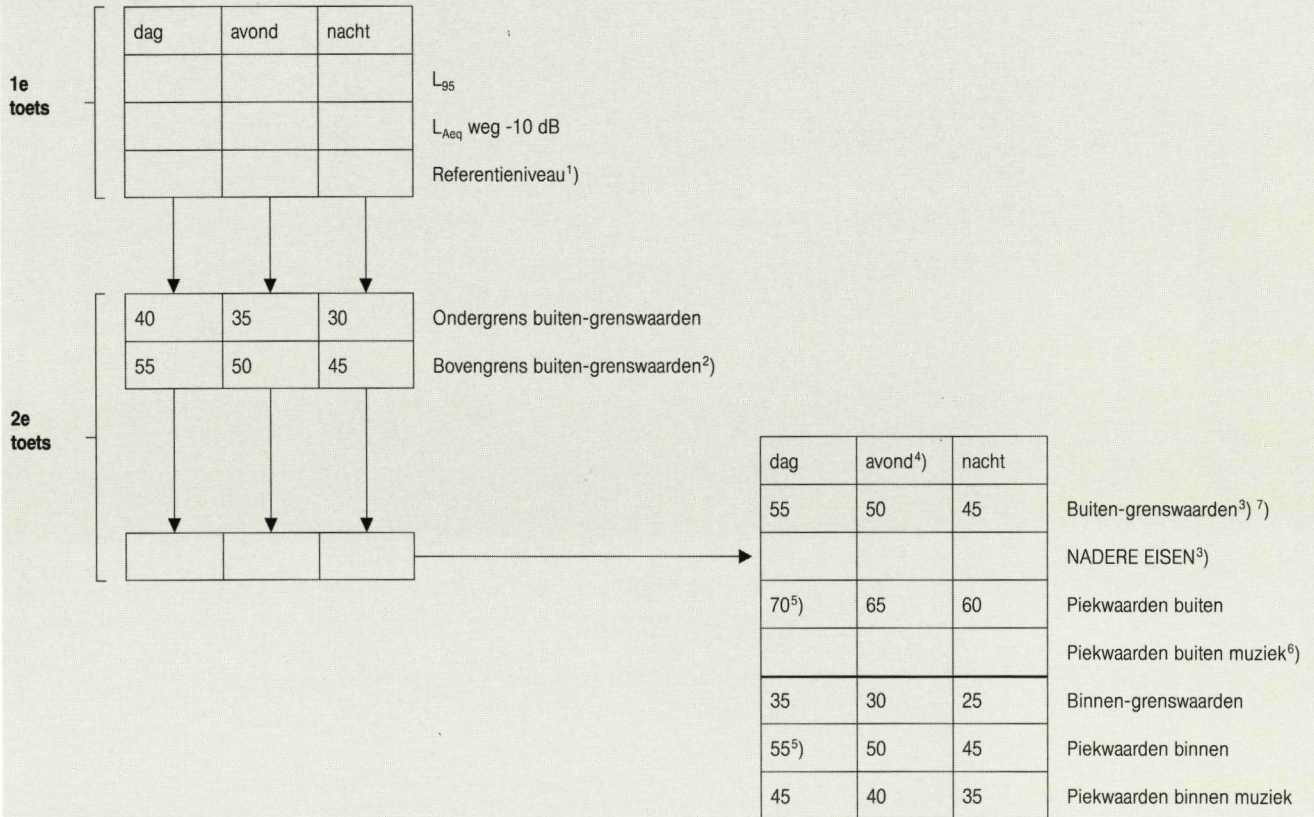 dag avond nacht
1e
toets
L95
LAeq weg -10 dB
Referentieniveau1)
40 35 30 Ondergrens buiten-grenswaarden
55 50 45 Bovengrens buiten-grenswaarden2)
2e
toets
dag avond4) nacht
55 50 45 Buiten-grenswaarden3) 7)
NADERE EISEN3)
705) 65 60 Piekwaarden buiten
Piekwaarden buiten muziek6)
35 30 25 Binnen-grenswaarden
555) 50 45 Piekwaarden binnen
45 40 35 Piekwaarden binnen muziek